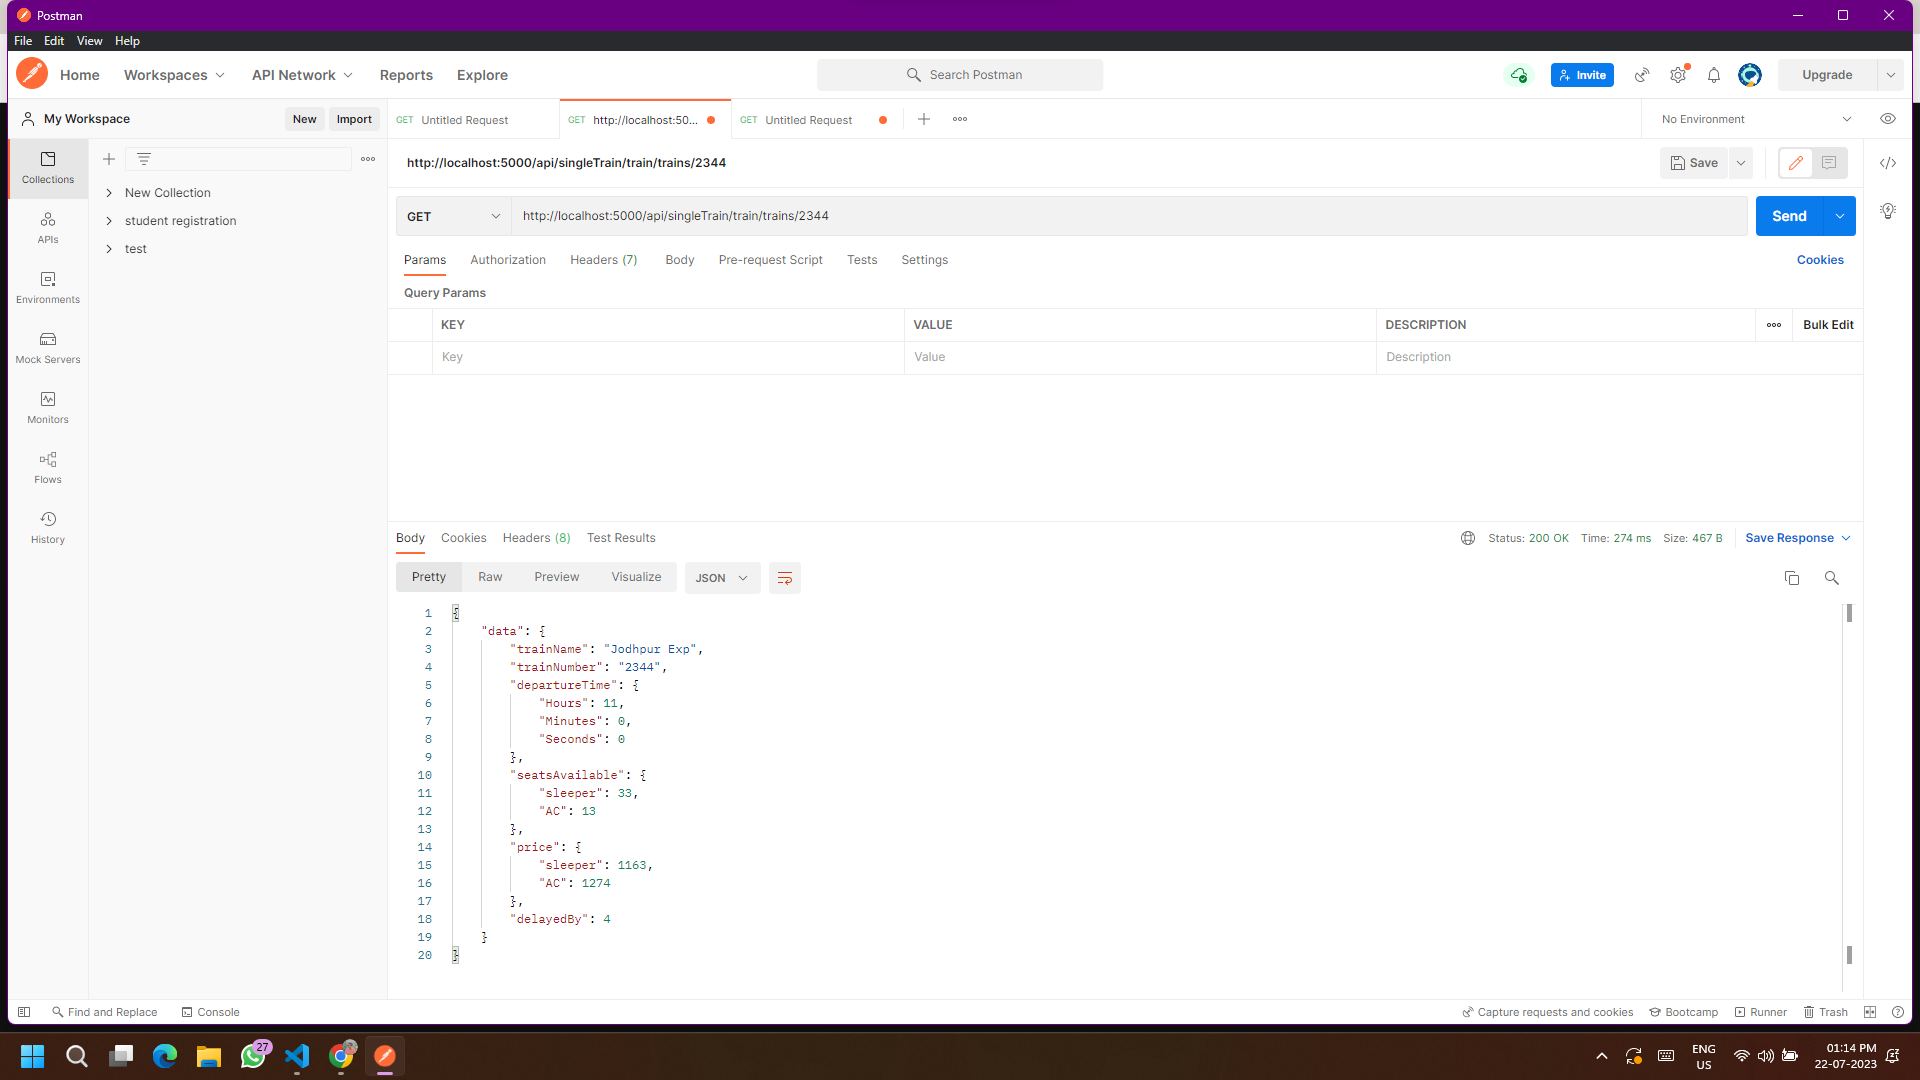 Postman
File Edit View Help
Home Workspaces API Network Reports Explore Search Postman Invite Upgrade
My Workspace New Import GET Untitled Request GET http://localhost:50... GET Untitled Request No Environment
http://localhost:5000/api/singleTrain/train/trains/2344 Save
Collections
New Collection
student registration
test
APIs
Environments
Mock Servers
Monitors
Flows
History
GET http://localhost:5000/api/singleTrain/train/trains/2344 Send
Params Authorization Headers (7) Body Pre-request Script Tests Settings Cookies
Query Params
KEY VALUE DESCRIPTION Bulk Edit
Key Value Description
Body Cookies Headers (8) Test Results Status: 200 OK Time: 274 ms Size: 467 B Save Response
Pretty Raw Preview Visualize JSON
1 {
2 "data": {
3 "trainName": "Jodhpur Exp",
4 "trainNumber": "2344",
5 "departureTime": {
6 "Hours": 11,
7 "Minutes": 0,
8 "Seconds": 0
9 },
10 "seatsAvailable": {
11 "sleeper": 33,
12 "AC": 13
13 },
14 "price": {
15 "sleeper": 1163,
16 "AC": 1274
17 },
18 "delayedBy": 4
19 }
20 }
Find and Replace Console Capture requests and cookies Bootcamp Runner Trash
27
ENG
US
01:14 PM
22-07-2023